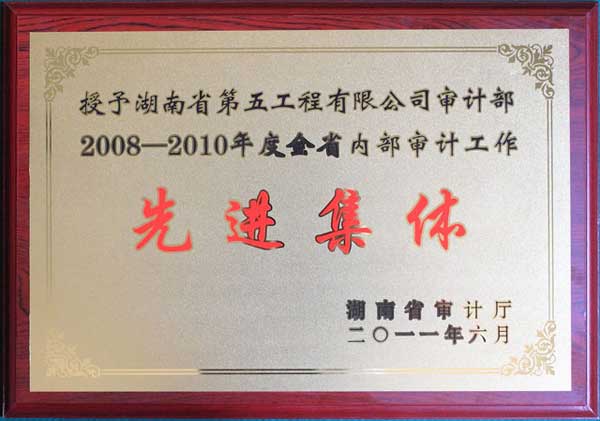 授予湖南省第五工程有限公司审计部
2008—2010年度全省内部审计工作
先进集体
湖南省审计厅
二〇一一年六月